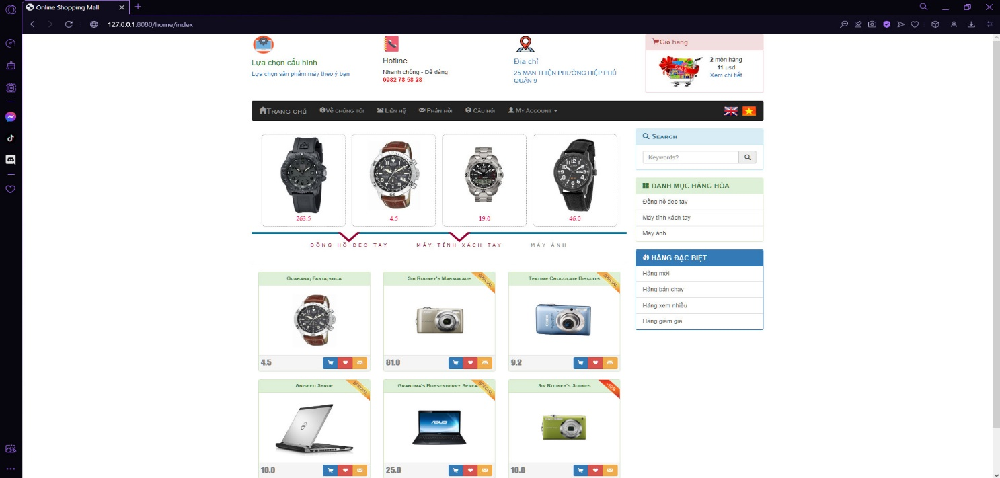 Online Shopping Mall
127.0.0.1:8080/home/index
Lựa chọn cấu hình
Lựa chọn sản phẩm máy theo ý bạn
Hotline
Nhanh chóng - Dễ dàng
0982 78 58 28
Địa chỉ
25 MAN THIỆN PHƯỜNG HIỆP PHÚ
QUẬN 9
Giỏ hàng
2 món hàng
11 usd
Xem chi tiết
Trang chủ
Về chúng tôi
Liên hệ
Phản hồi
Câu hỏi
My Account
263.5
4.5
19.0
46.0
ĐỒNG HỒ ĐEO TAY
MÁY TÍNH XÁCH TAY
MÁY ẢNH
Search
Keywords?
DANH MỤC HÀNG HÓA
Đồng hồ đeo tay
Máy tính xách tay
Máy ảnh
HÀNG ĐẶC BIỆT
Hàng mới
Hàng bán chạy
Hàng xem nhiều
Hàng giảm giá
Guaraná Fantástica
4.5
Sir Rodney's Marmalade
SPECIAL
81.0
Teatime Chocolate Biscuits
SPECIAL
Canon
9.2
Aniseed Syrup
SPECIAL
10.0
Grandma's Boysenberry Sprea
SPECIAL
ASUS
25.0
Sir Rodney's Scones
-10%
10.0